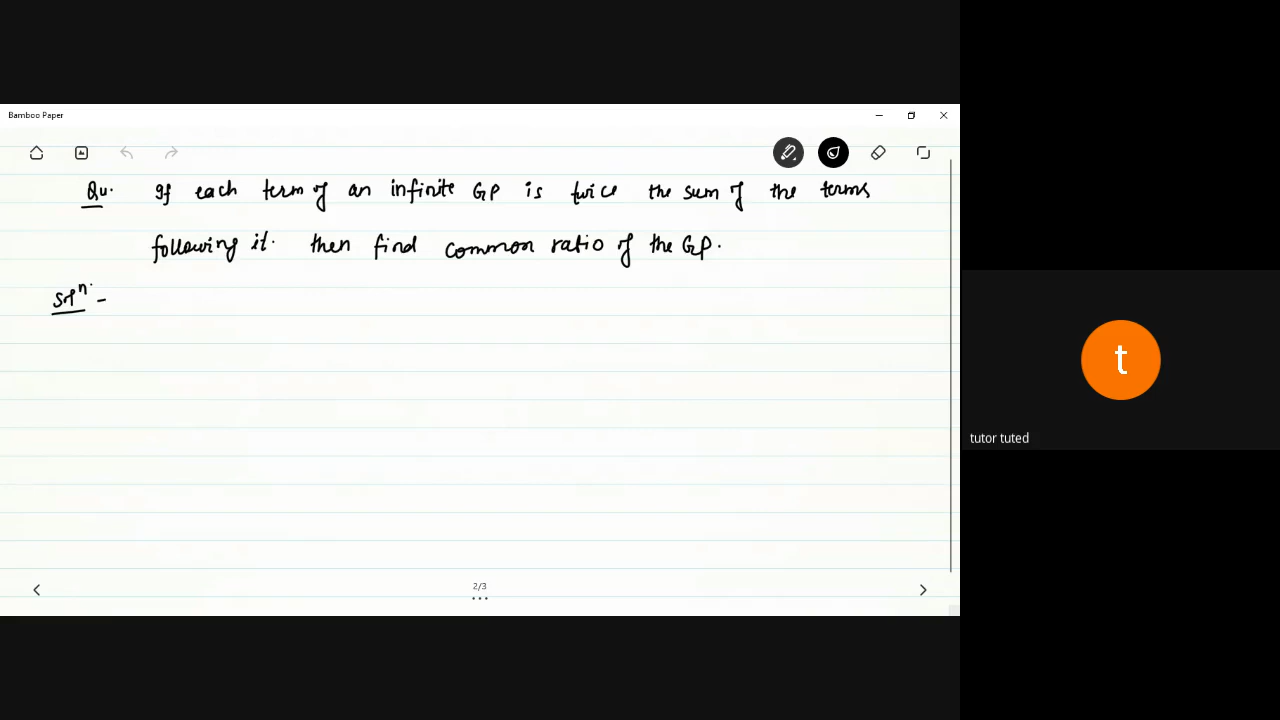 Bamboo Paper
Qu. If each term of an infinite GP is twice the sum of the terms
following it. then find common ratio of the GP.
Solⁿ. -
t
tutor tuted
2/3